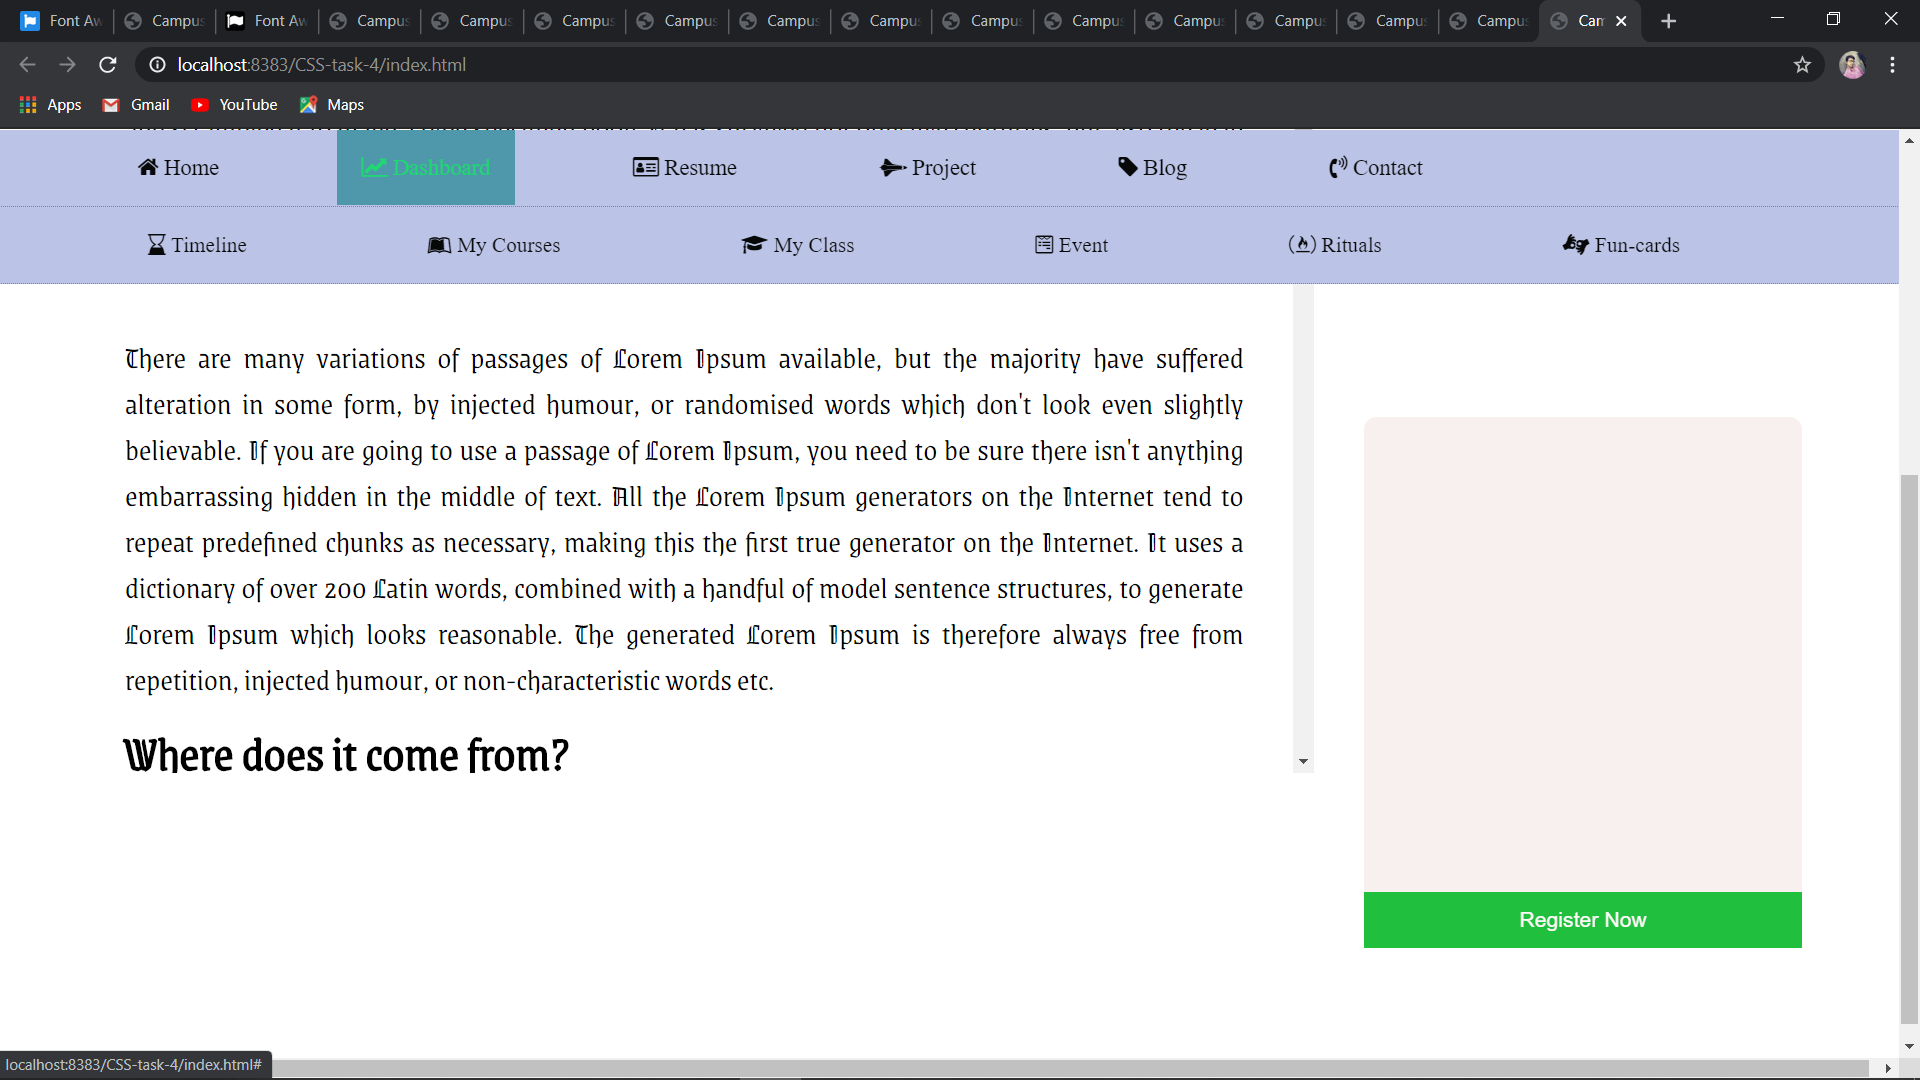 Font Aw
Campus
Font Aw
Campus
Campus
Campus
Campus
Campus
Campus
Campus
Campus
Campus
Campus
Campus
Campus
Cam
localhost:8383/CSS-task-4/index.html
Apps Gmail YouTube Maps
Home Dashboard Resume Project Blog Contact
Timeline My Courses My Class Event Rituals Fun-cards
There are many variations of passages of Lorem Ipsum available, but the majority have suffered
alteration in some form, by injected humour, or randomised words which don't look even slightly
believable. If you are going to use a passage of Lorem Ipsum, you need to be sure there isn't anything
embarrassing hidden in the middle of text. All the Lorem Ipsum generators on the Internet tend to
repeat predefined chunks as necessary, making this the first true generator on the Internet. It uses a
dictionary of over 200 Latin words, combined with a handful of model sentence structures, to generate
Lorem Ipsum which looks reasonable. The generated Lorem Ipsum is therefore always free from
repetition, injected humour, or non-characteristic words etc.
Where does it come from?
Register Now
localhost:8383/CSS-task-4/index.html#